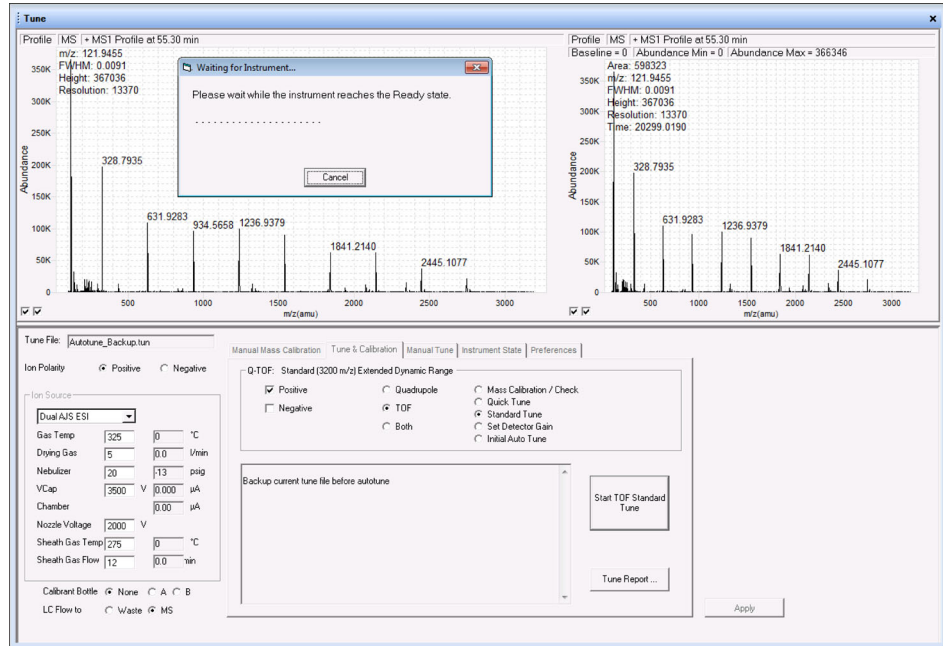 Tune
Profile MS + MS1 Profile at 55.30 min
m/z: 121.9455
FWHM: 0.0091
Height: 367036
Resolution: 13370
350K
300K
250K
200K
150K
100K
50K
0
Abundance
328.7935
631.9283
934.5658
1236.9379
1841.2140
2445.1077
500 1000 1500 2000 2500 3000
m/z(amu)
Waiting for Instrument...
Please wait while the instrument reaches the Ready state.
. . . . . . . . . . . . . . . . . . . . .
Cancel
Profile MS + MS1 Profile at 55.30 min
Baseline = 0 Abundance Min = 0 Abundance Max = 366346
Area: 598323
m/z: 121.9455
FWHM: 0.0091
Height: 367036
Resolution: 13370
Time: 20299.0190
350K
300K
250K
200K
150K
100K
50K
0
Abundance
328.7935
631.9283
1236.9379
1841.2140
2445.1077
500 1000 1500 2000 2500 3000
m/z(amu)
Tune File: Autotune_Backup.tun
Ion Polarity Positive Negative
Ion Source
Dual AJS ESI
Gas Temp 325 0 °C
Drying Gas 5 0.0 l/min
Nebulizer 20 -13 psig
VCap 3500 V 0.000 µA
Chamber 0.00 µA
Nozzle Voltage 2000 V
Sheath Gas Temp 275 0 °C
Sheath Gas Flow 12 0.0 min
Calibrant Bottle None A B
LC Flow to Waste MS
Manual Mass Calibration Tune & Calibration Manual Tune Instrument State Preferences
Q-TOF: Standard (3200 m/z) Extended Dynamic Range
Positive
Negative
Quadrupole
TOF
Both
Mass Calibration / Check
Quick Tune
Standard Tune
Set Detector Gain
Initial Auto Tune
Backup current tune file before autotune
Start TOF Standard
Tune
Tune Report ...
Apply